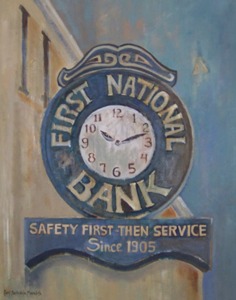 FIRST NATIONAL
BANK
SAFETY FIRST-THEN SERVICE
Since 1905